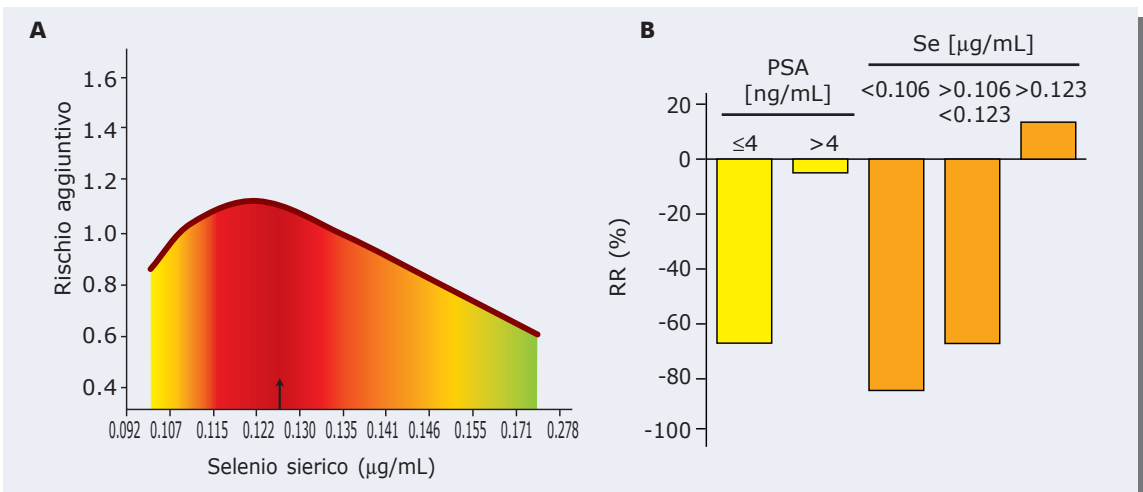 A
Rischio aggiuntivo
1.6
1.4
1.2
1.0
0.8
0.6
0.4
0.092 0.107 0.115 0.122 0.130 0.135 0.141 0.146 0.155 0.171 0.278
Selenio sierico (μg/mL)
B
PSA
[ng/mL]
≤4 >4
Se [μg/mL]
<0.106 >0.106 >0.123
<0.123
RR (%)
20
0
-20
-40
-60
-80
-100